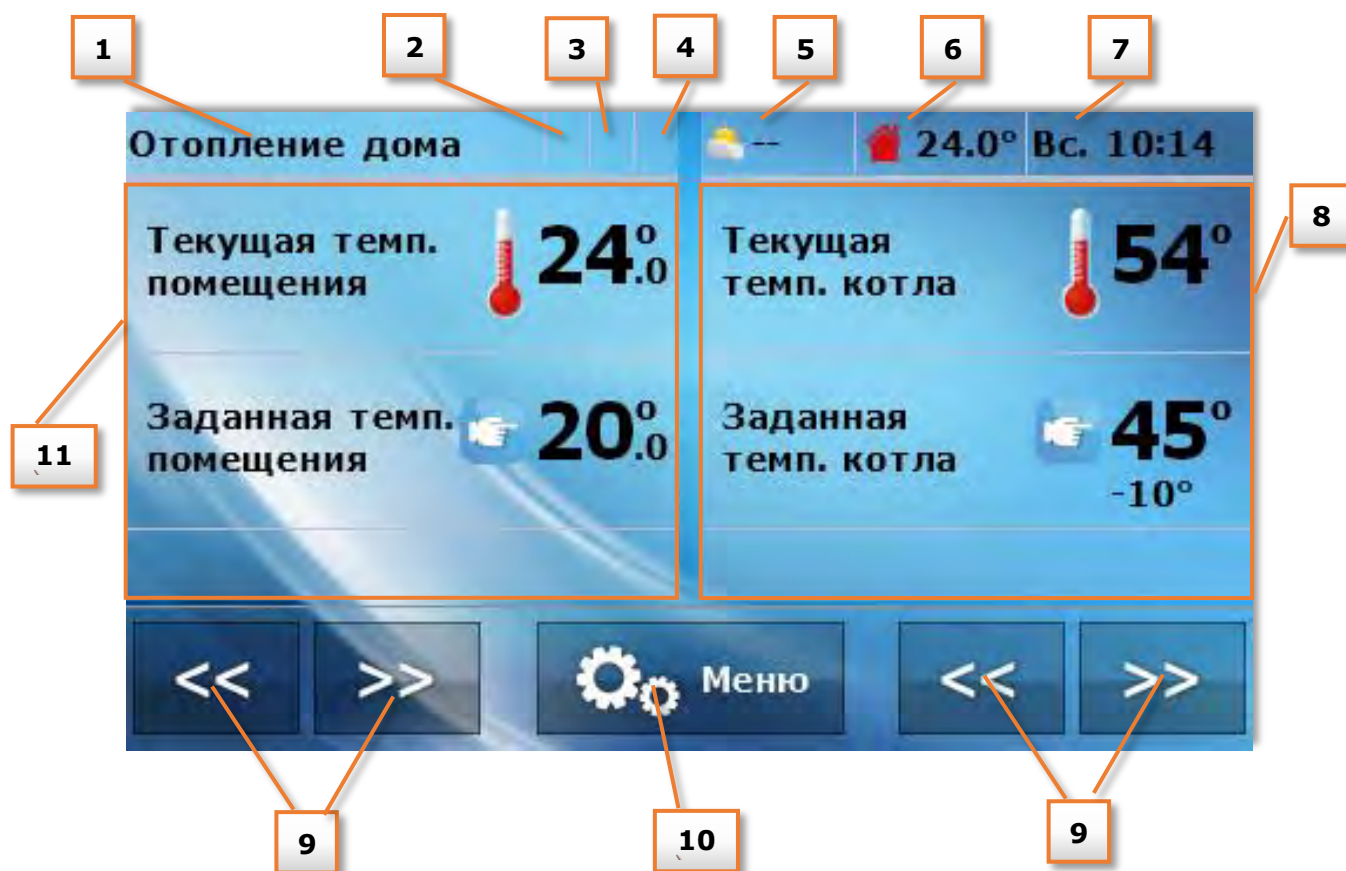 1 2 3 4 5 6 7
Отопление дома -- 24.0° Вс. 10:14
8
Текущая темп. 24.0° Текущая 54°
помещения темп. котла
Заданная темп. 20.0° Заданная 45°
помещения темп. котла
-10°
11
<< >> Меню << >>
9 10 9